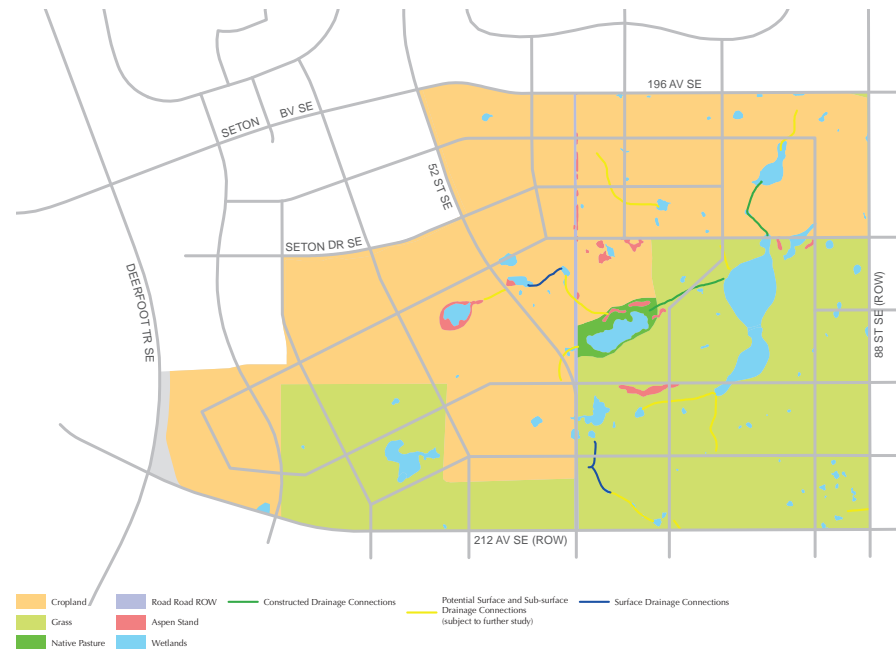 196 AV SE
SETON BV SE
52 ST SE
SETON DR SE
DEERFOOT TR SE
88 ST SE (ROW)
212 AV SE (ROW)
Cropland
Road Road ROW
Constructed Drainage Connections
Potential Surface and Sub-surface
Drainage Connections
(subject to further study)
Surface Drainage Connections
Grass
Aspen Stand
Native Pasture
Wetlands